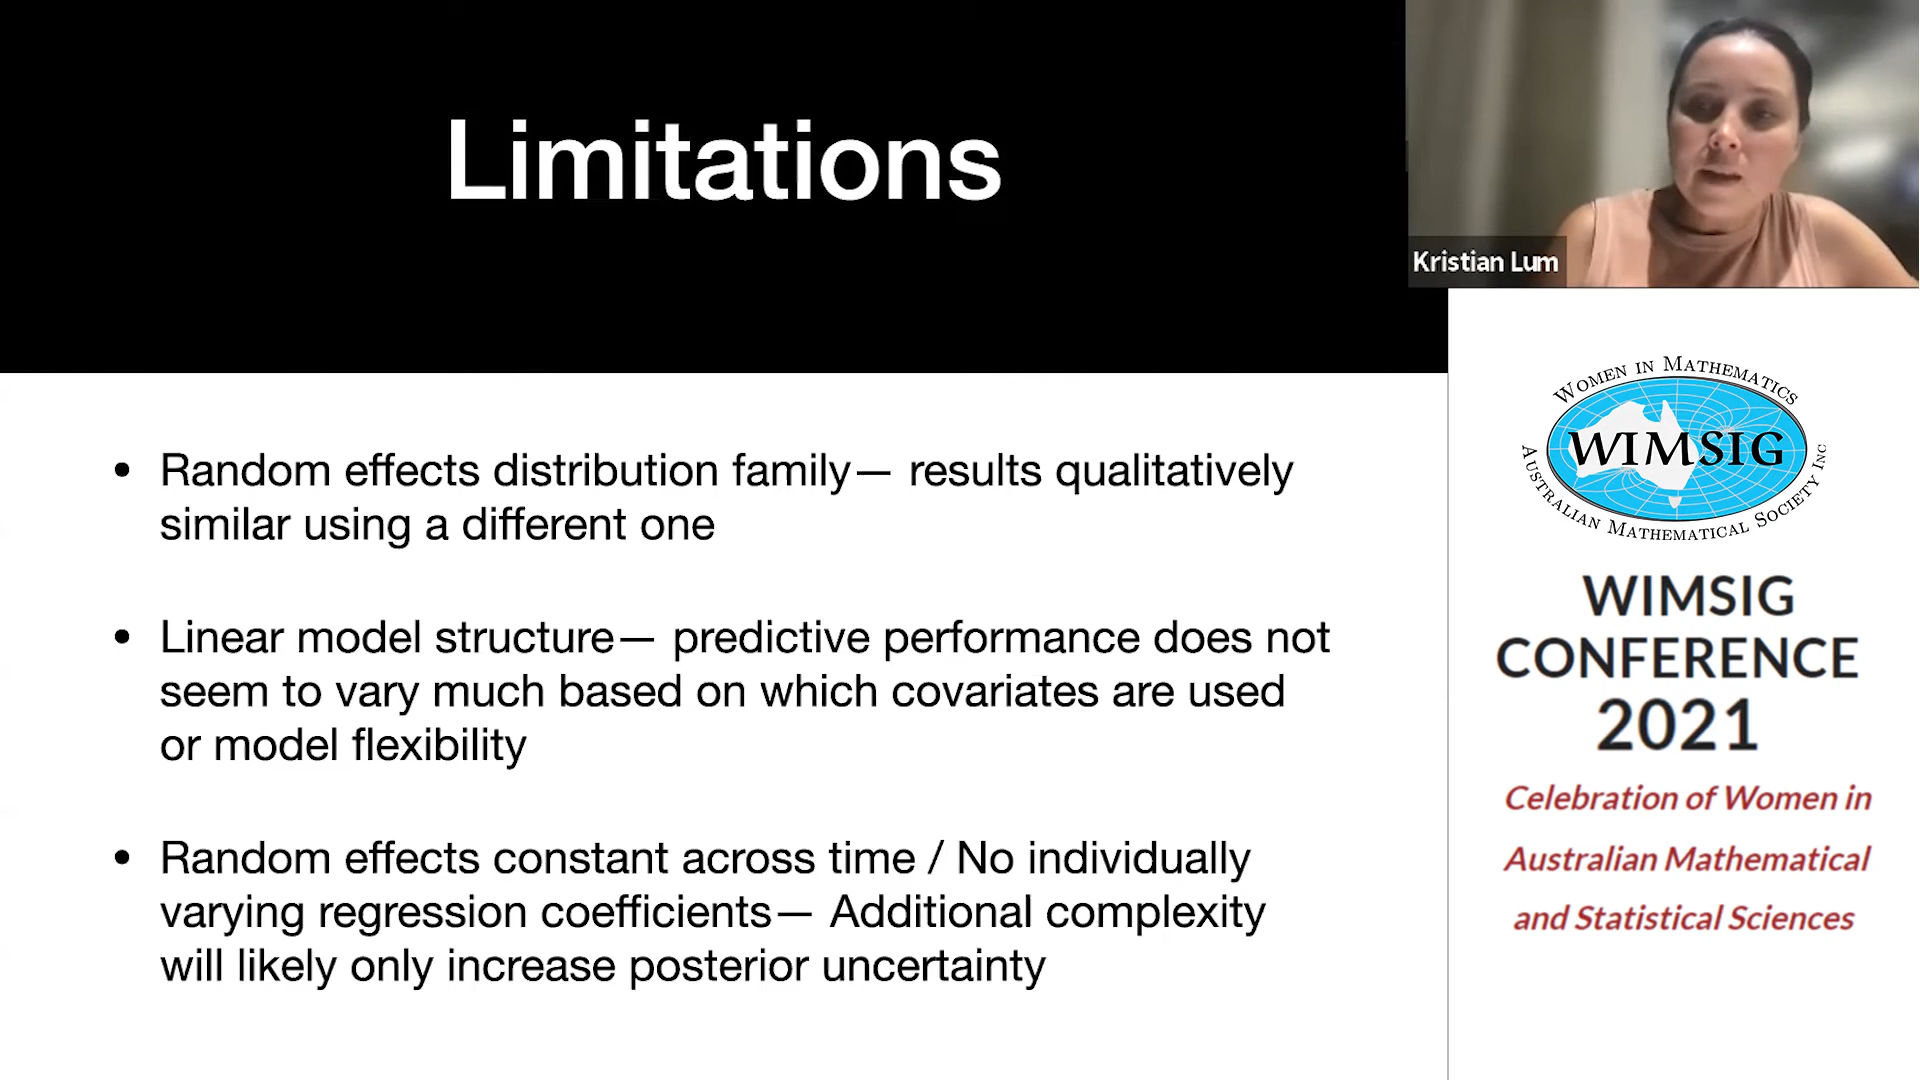 Limitations
Kristian Lum
• Random effects distribution family— results qualitatively
similar using a different one
• Linear model structure— predictive performance does not
seem to vary much based on which covariates are used
or model flexibility
• Random effects constant across time / No individually
varying regression coefficients— Additional complexity
will likely only increase posterior uncertainty
WOMEN IN MATHEMATICS
WIMSIG
AUSTRALIAN MATHEMATICAL SOCIETY INC
WIMSIG
CONFERENCE
2021
Celebration of Women in
Australian Mathematical
and Statistical Sciences